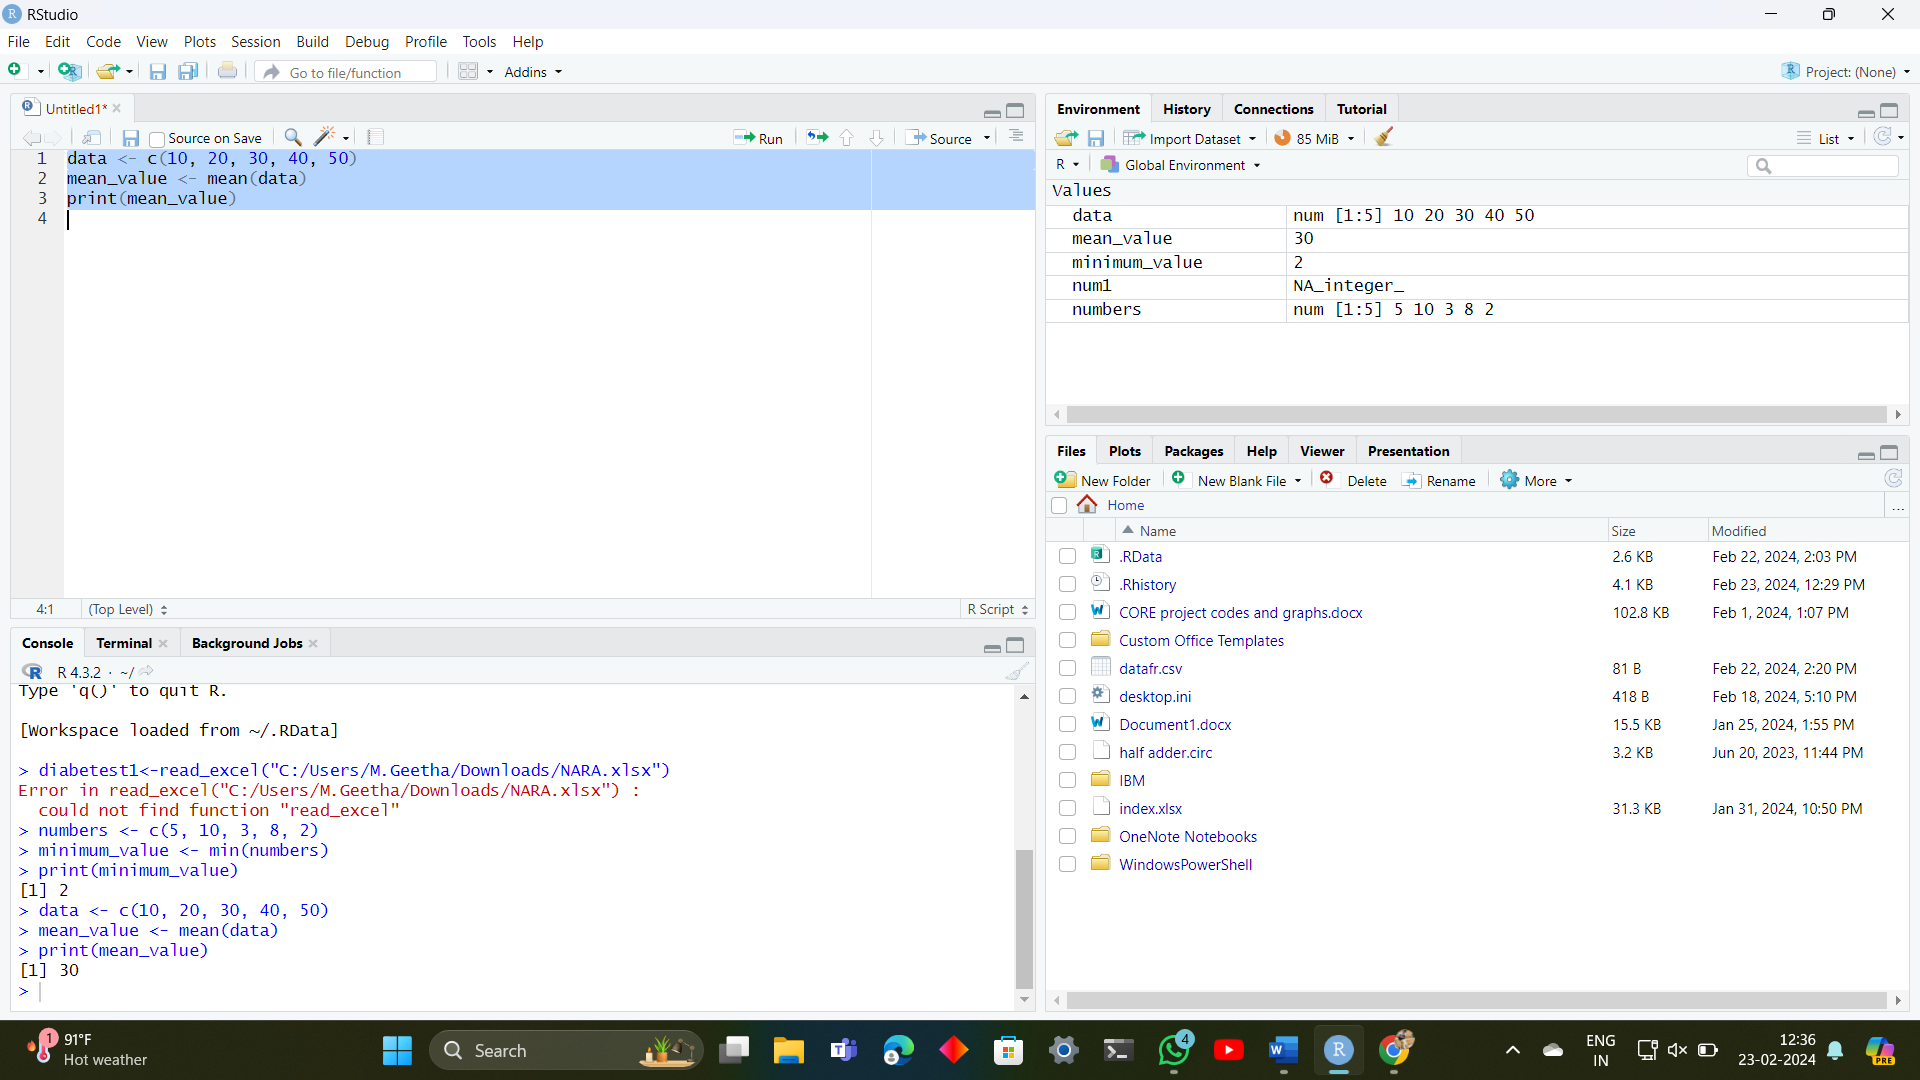 RStudio
File Edit Code View Plots Session Build Debug Profile Tools Help
Go to file/function Addins Project: (None)
Untitled1*
Source on Save Run Source
1 data <- c(10, 20, 30, 40, 50)
2 mean_value <- mean(data)
3 print(mean_value)
4
4:1 (Top Level) R Script
Console Terminal Background Jobs
R 4.3.2 · ~/
Type 'q()' to quit R.
[Workspace loaded from ~/.RData]
> diabetest1<-read_excel("C:/Users/M.Geetha/Downloads/NARA.xlsx")
Error in read_excel("C:/Users/M.Geetha/Downloads/NARA.xlsx") :
could not find function "read_excel"
> numbers <- c(5, 10, 3, 8, 2)
> minimum_value <- min(numbers)
> print(minimum_value)
[1] 2
> data <- c(10, 20, 30, 40, 50)
> mean_value <- mean(data)
> print(mean_value)
[1] 30
>
Environment History Connections Tutorial
Import Dataset 85 MiB List
R Global Environment
Values
data num [1:5] 10 20 30 40 50
mean_value 30
minimum_value 2
num1 NA_integer_
numbers num [1:5] 5 10 3 8 2
Files Plots Packages Help Viewer Presentation
New Folder New Blank File Delete Rename More
Home ...
Name Size Modified
.RData 2.6 KB Feb 22, 2024, 2:03 PM
.Rhistory 4.1 KB Feb 23, 2024, 12:29 PM
CORE project codes and graphs.docx 102.8 KB Feb 1, 2024, 1:07 PM
Custom Office Templates
datafr.csv 81 B Feb 22, 2024, 2:20 PM
desktop.ini 418 B Feb 18, 2024, 5:10 PM
Document1.docx 15.5 KB Jan 25, 2024, 1:55 PM
half adder.circ 3.2 KB Jun 20, 2023, 11:44 PM
IBM
index.xlsx 31.3 KB Jan 31, 2024, 10:50 PM
OneNote Notebooks
WindowsPowerShell
1 91°F
Hot weather
Search
4
ENG
IN
12:36
23-02-2024
PRE